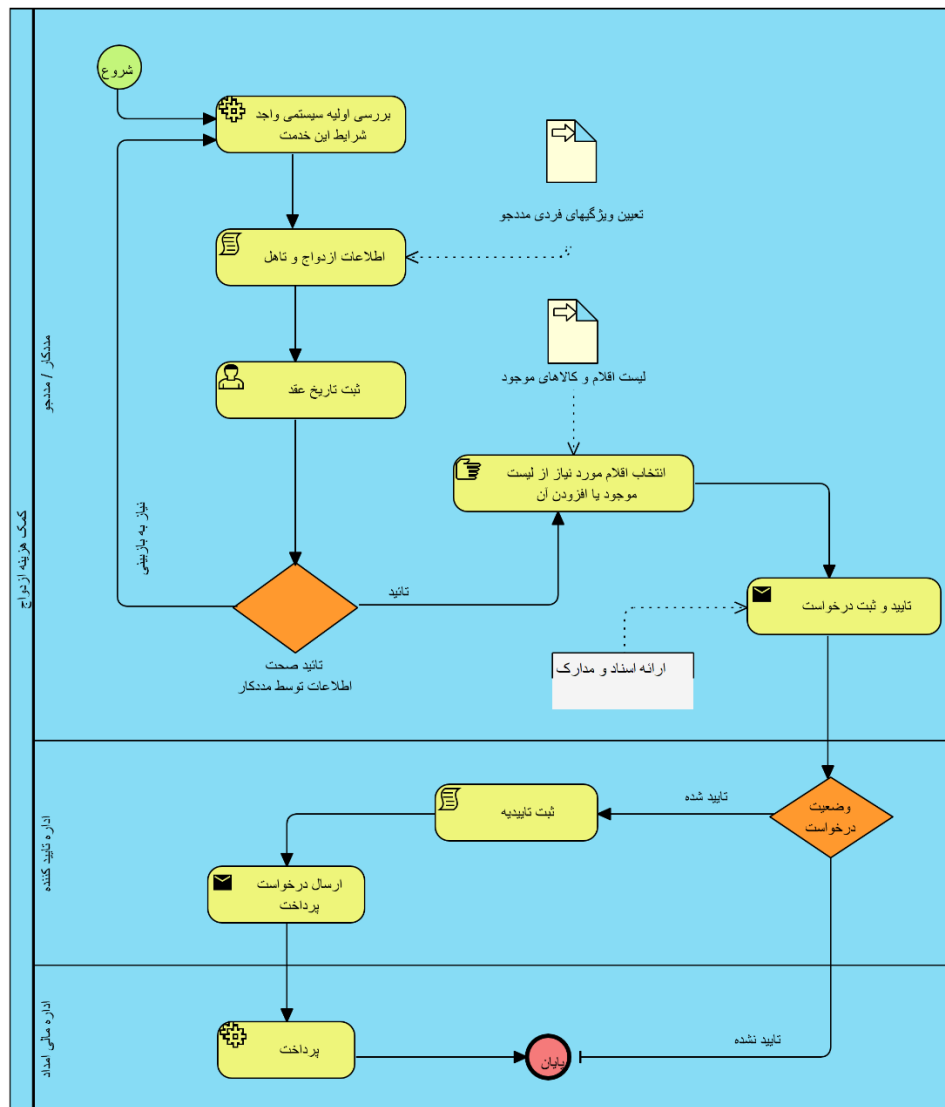 شروع
بررسی اولیه سیستمی واجد
شرایط این خدمت
تعیین ویژگیهای فردی مددجو
اطلاعات ازدواج و تاهل
لیست اقلام و کالاهای موجود
ثبت تاریخ عقد
انتخاب اقلام مورد نیاز از لیست
موجود یا افزودن آن
نیاز به بازبینی
تائید
تائید صحت
اطلاعات توسط مددکار
تایید و ثبت درخواست
ارائه اسناد و مدارک
مددکار / مددجو
کمک هزینه ازدواج
وضعیت
درخواست
تایید شده
ثبت تاییدیه
ارسال درخواست
پرداخت
اداره تایید کننده
تایید نشده
پرداخت
پایان
اداره مالی امداد